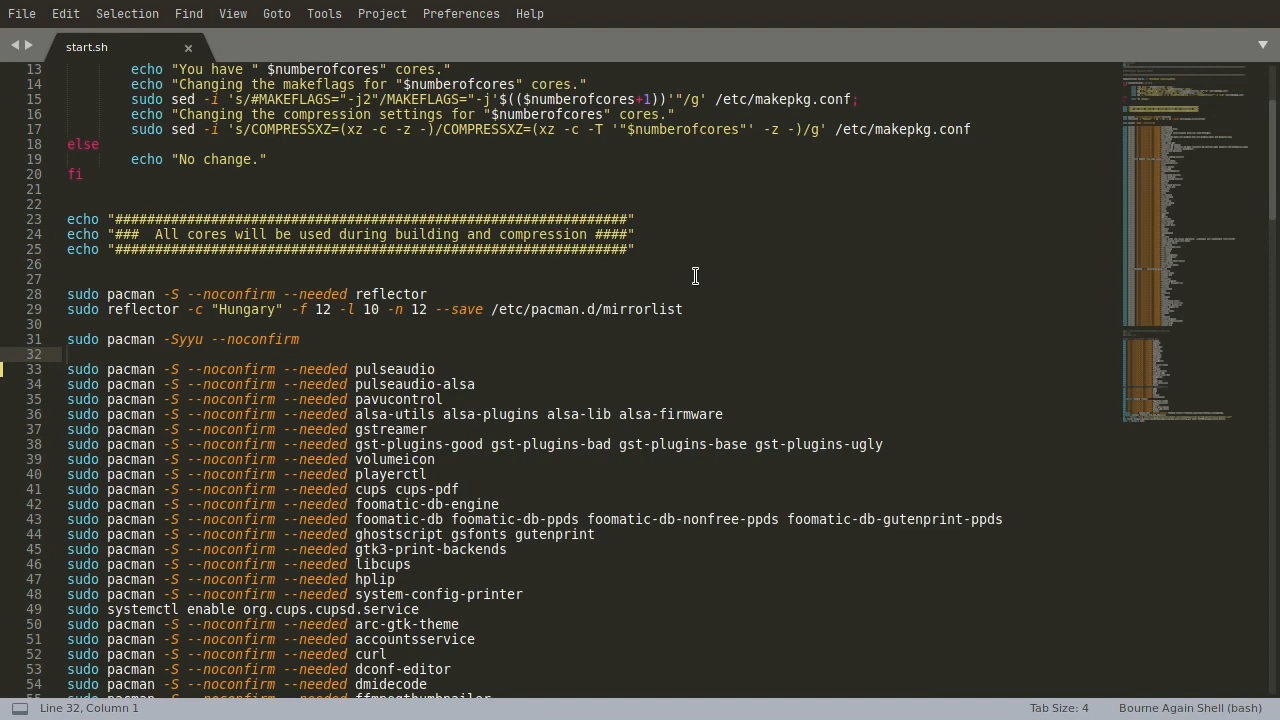 File Edit Selection Find View Goto Tools Project Preferences Help
start.sh
13 echo "You have " $numberofcores" cores."
14 echo "Changing the makeflags for "$numberofcores" cores."
15 sudo sed -i 's/#MAKEFLAGS="-j2"/MAKEFLAGS="-j'$(($numberofcores+1))'"/g' /etc/makepkg.conf;
16 echo "Changing the compression settings for "$numberofcores" cores."
17 sudo sed -i 's/COMPRESSXZ=(xz -c -z -)/COMPRESSXZ=(xz -c -T '"$numberofcores"' -z -)/g' /etc/makepkg.conf
18 else
19 echo "No change."
20 fi
21
22
23 echo "################################################################"
24 echo "###  All cores will be used during building and compression ####"
25 echo "################################################################"
26
27
28 sudo pacman -S --noconfirm --needed reflector
29 sudo reflector -c "Hungary" -f 12 -l 10 -n 12 --save /etc/pacman.d/mirrorlist
30
31 sudo pacman -Syyu --noconfirm
32
33 sudo pacman -S --noconfirm --needed pulseaudio
34 sudo pacman -S --noconfirm --needed pulseaudio-alsa
35 sudo pacman -S --noconfirm --needed pavucontrol
36 sudo pacman -S --noconfirm --needed alsa-utils alsa-plugins alsa-lib alsa-firmware
37 sudo pacman -S --noconfirm --needed gstreamer
38 sudo pacman -S --noconfirm --needed gst-plugins-good gst-plugins-bad gst-plugins-base gst-plugins-ugly
39 sudo pacman -S --noconfirm --needed volumeicon
40 sudo pacman -S --noconfirm --needed playerctl
41 sudo pacman -S --noconfirm --needed cups cups-pdf
42 sudo pacman -S --noconfirm --needed foomatic-db-engine
43 sudo pacman -S --noconfirm --needed foomatic-db foomatic-db-ppds foomatic-db-nonfree-ppds foomatic-db-gutenprint-ppds
44 sudo pacman -S --noconfirm --needed ghostscript gsfonts gutenprint
45 sudo pacman -S --noconfirm --needed gtk3-print-backends
46 sudo pacman -S --noconfirm --needed libcups
47 sudo pacman -S --noconfirm --needed hplip
48 sudo pacman -S --noconfirm --needed system-config-printer
49 sudo systemctl enable org.cups.cupsd.service
50 sudo pacman -S --noconfirm --needed arc-gtk-theme
51 sudo pacman -S --noconfirm --needed accountsservice
52 sudo pacman -S --noconfirm --needed curl
53 sudo pacman -S --noconfirm --needed dconf-editor
54 sudo pacman -S --noconfirm --needed dmidecode
55 sudo pacman -S --noconfirm --needed ffmpegthumbnailer
Line 32, Column 1 Tab Size: 4 Bourne Again Shell (bash)